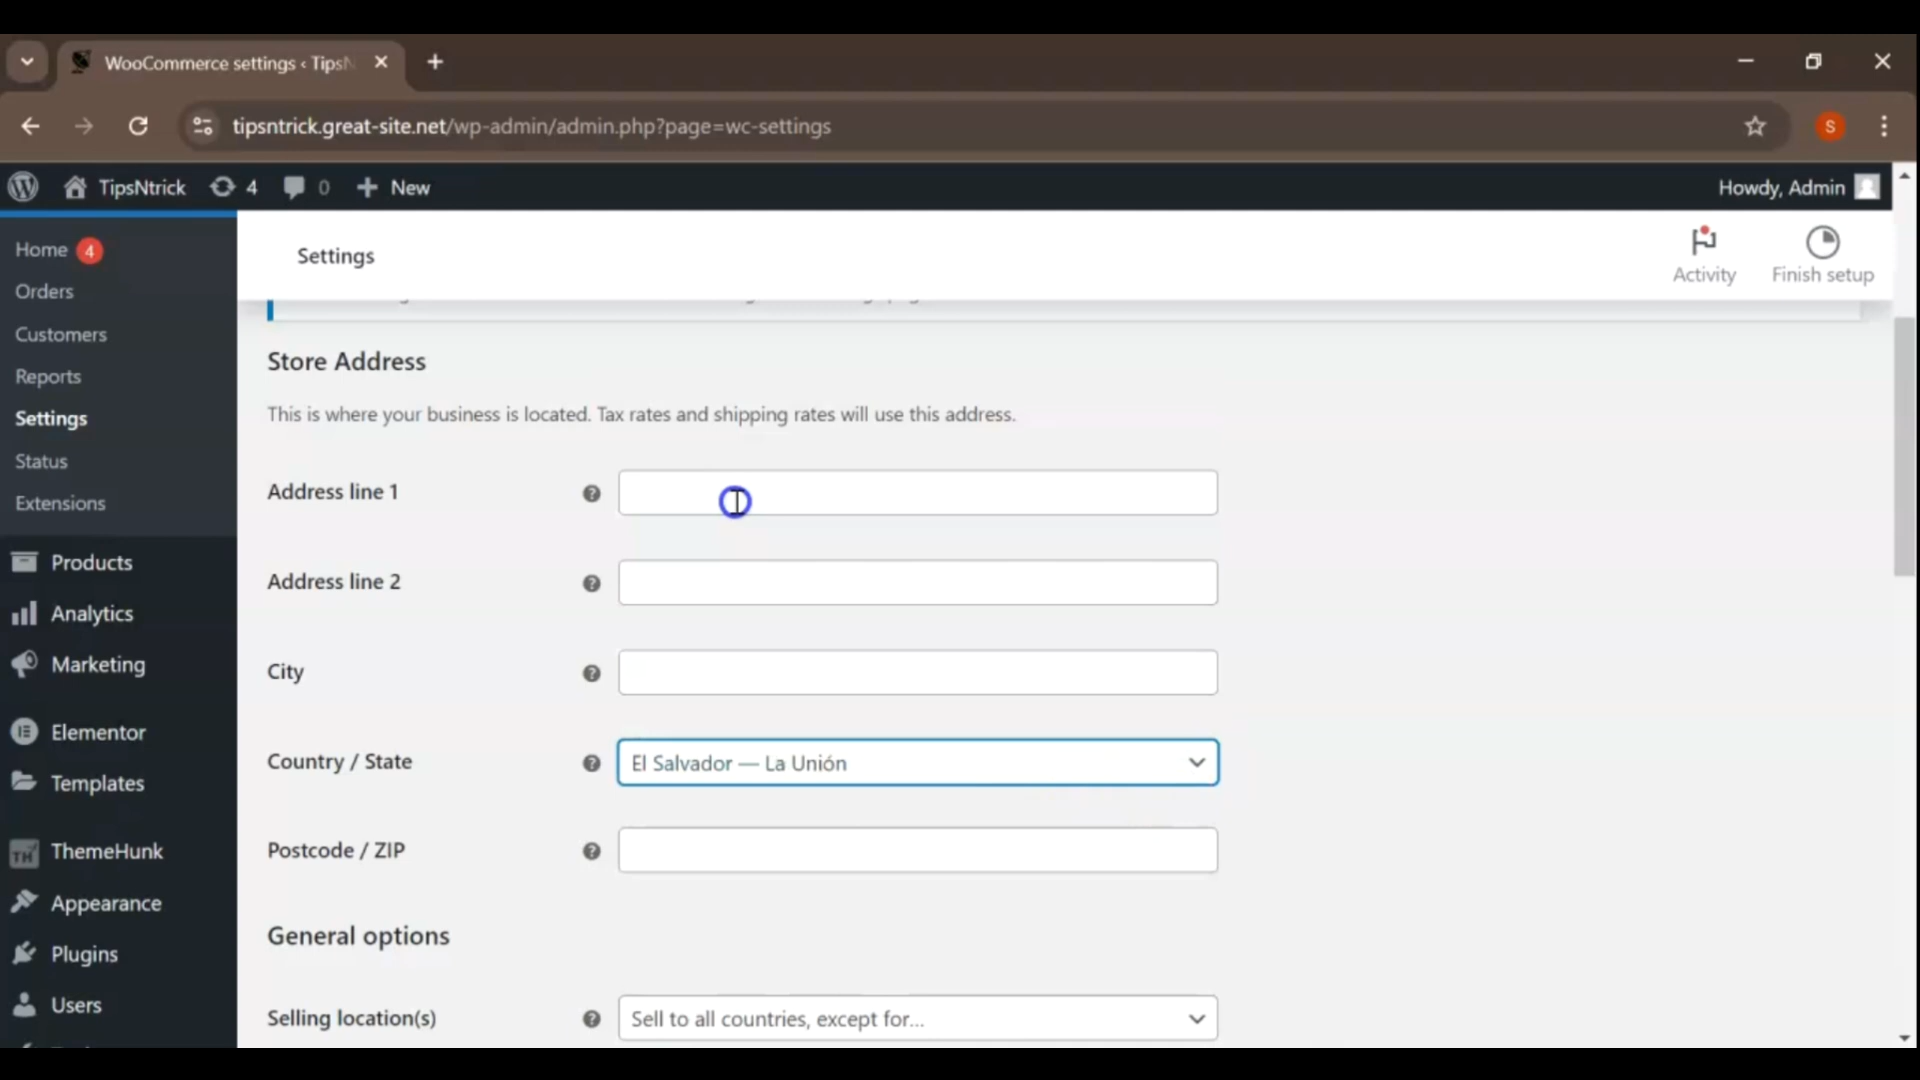 WooCommerce settings ‹ TipsN
tipsntrick.great-site.net/wp-admin/admin.php?page=wc-settings
S
TipsNtrick
4
0
New
Howdy, Admin
Home 4
Orders
Customers
Reports
Settings
Status
Extensions
Products
Analytics
Marketing
Elementor
Templates
TH ThemeHunk
Appearance
Plugins
Users
Settings
Activity
Finish setup
Store Address
This is where your business is located. Tax rates and shipping rates will use this address.
Address line 1
Address line 2
City
Country / State
El Salvador — La Unión
Postcode / ZIP
General options
Selling location(s)
Sell to all countries, except for...